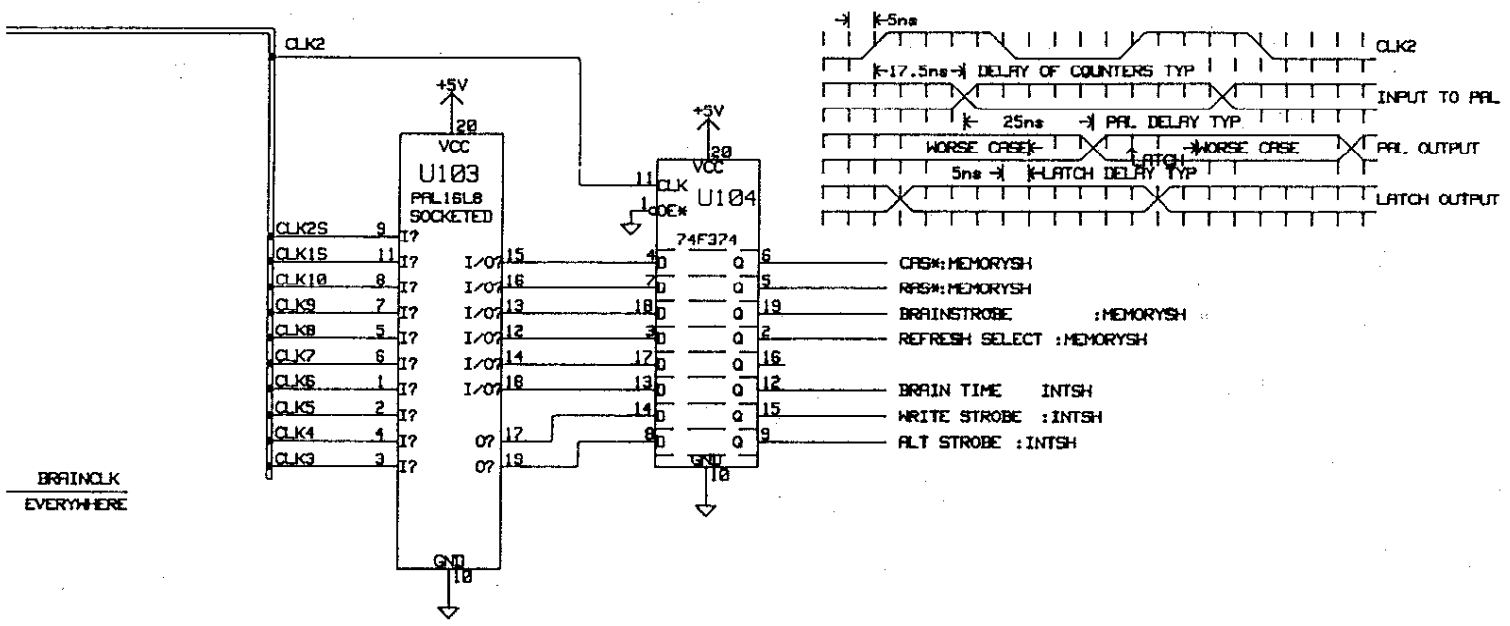 CLK2
+5V
20
VCC
U103
PAL16L8
SOCKETED
CLK2S 9 I?
CLK1S 11 I? I/O? 15
CLK10 8 I? I/O? 16
CLK9 7 I? I/O? 13
CLK8 5 I? I/O? 12
CLK7 6 I? I/O? 14
CLK6 1 I? I/O? 18
CLK5 2 I?
CLK4 4 I? O? 17
CLK3 3 I? O? 19
GND
10
BRAINCLK
EVERYWHERE
+5V
20
VCC
11 CLK
U104
1 OE*
74F374
4 D Q 6 CAS*:MEMORYSH
7 D Q 5 RAS*:MEMORYSH
18 D Q 19 BRAINSTROBE :MEMORYSH
3 D Q 2 REFRESH SELECT :MEMORYSH
17 D Q 16
13 D Q 12 BRAIN TIME INTSH
14 D Q 15 WRITE STROBE :INTSH
8 D Q 9 ALT STROBE :INTSH
GND
10
5ns
CLK2
17.5ns DELAY OF COUNTERS TYP
INPUT TO PAL
25ns PAL DELAY TYP
WORSE CASE LATCH WORSE CASE PAL OUTPUT
5ns LATCH DELAY TYP
LATCH OUTPUT